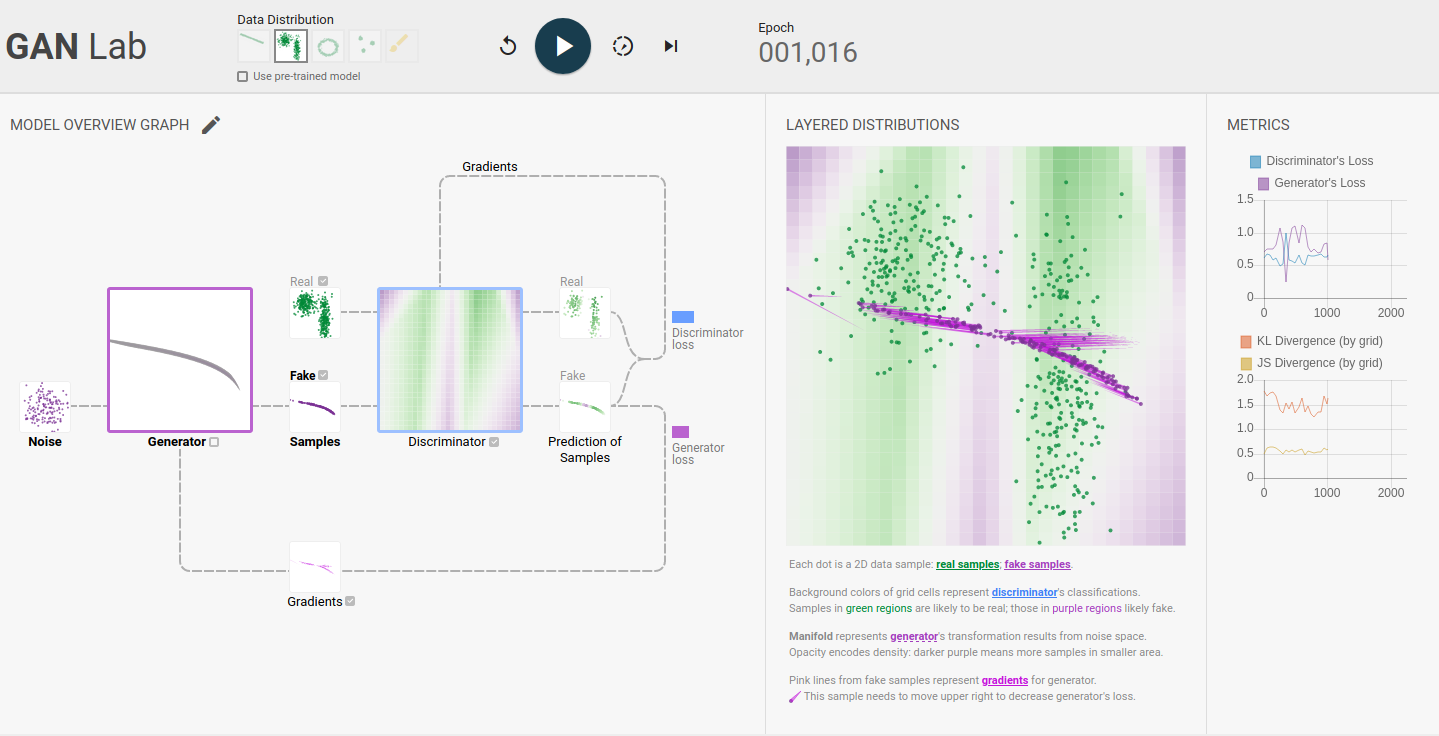 GAN Lab
Data Distribution
Use pre-trained model
Epoch
001,016
MODEL OVERVIEW GRAPH
Gradients
Real
Real
Discriminator
loss
Fake
Fake
Generator
loss
Noise
Generator
Samples
Discriminator
Prediction of
Samples
Gradients
LAYERED DISTRIBUTIONS
Each dot is a 2D data sample: real samples; fake samples.
Background colors of grid cells represent discriminator's classifications.
Samples in green regions are likely to be real; those in purple regions likely fake.
Manifold represents generator's transformation results from noise space.
Opacity encodes density: darker purple means more samples in smaller area.
Pink lines from fake samples represent gradients for generator.
This sample needs to move upper right to decrease generator's loss.
METRICS
Discriminator's Loss
Generator's Loss
1.5
1.0
0.5
0
0 1000 2000
KL Divergence (by grid)
JS Divergence (by grid)
2.0
1.5
1.0
0.5
0
0 1000 2000